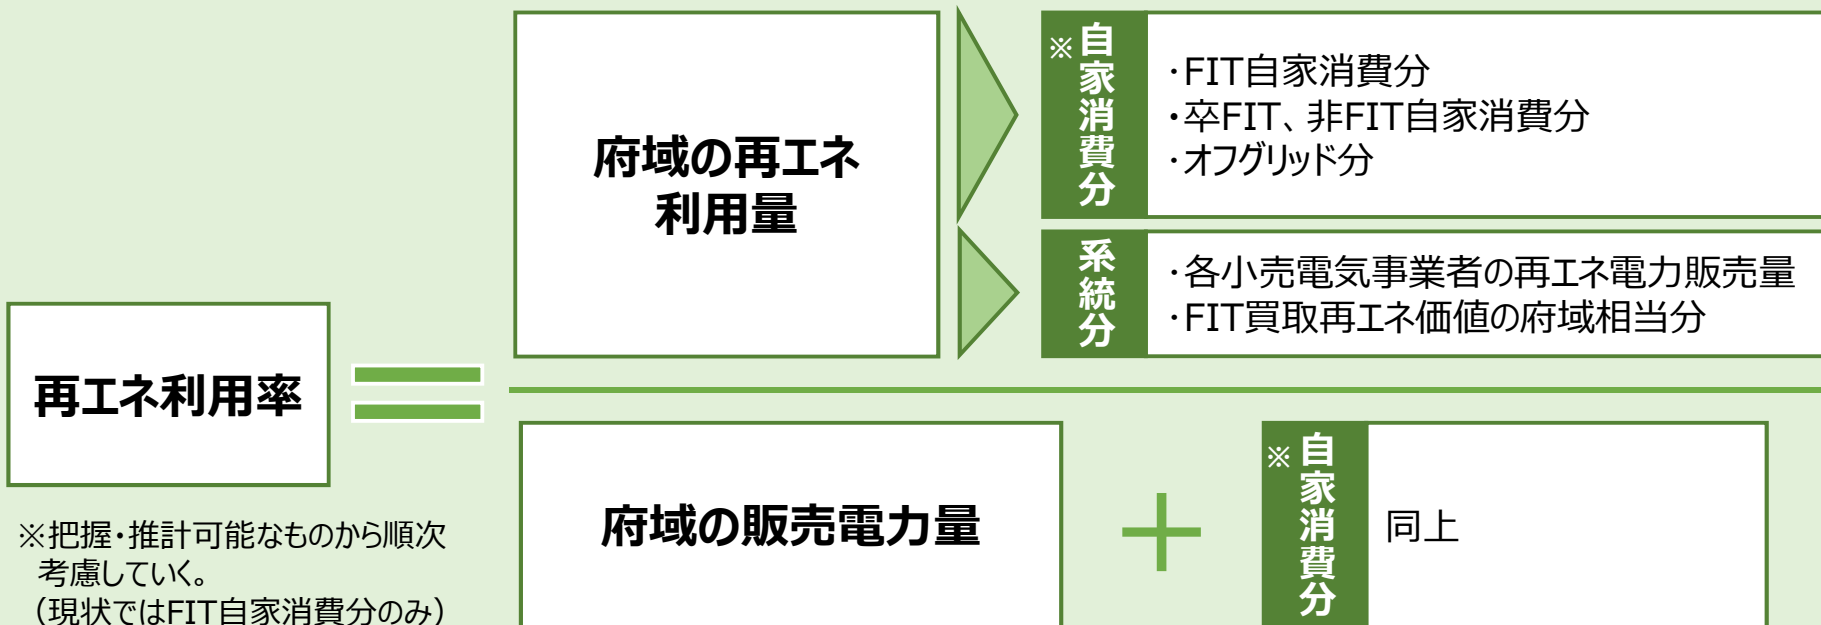 府域の再エネ
利用量
※自家消費分
・FIT自家消費分
・卒FIT、非FIT自家消費分
・オフグリッド分
系統分
・各小売電気事業者の再エネ電力販売量
・FIT買取再エネ価値の府域相当分
再エネ利用率
＝
府域の販売電力量
＋
※自家消費分
同上
※把握・推計可能なものから順次
考慮していく。
（現状ではFIT自家消費分のみ）